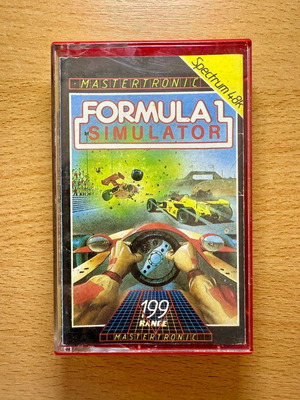 MASTERTRONIC
Spectrum 48K
FORMULA 1
SIMULATOR
199
RANGE
MASTERTRONIC